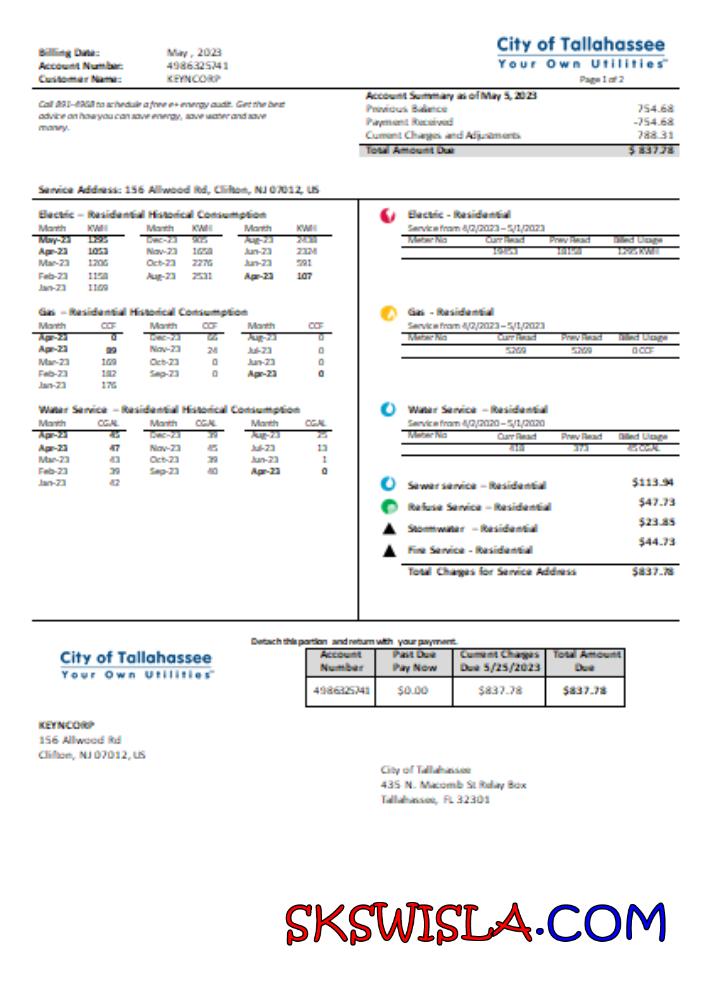 City of Tallahassee
Your Own Utilities™
Page 1 of 2
Billing Date: May , 2023
Account Number: 4986325741
Customer Name: KEYNCORP
Call 891-4968 to schedule a free e+ energy audit. Get the best
advice on how you can save energy, save water and save
money.
Account Summary as of May 5, 2023
Previous Balance 754.68
Payment Received -754.68
Current Charges and Adjustments 788.31
Total Amount Due $ 837.78
Service Address: 156 Allwood Rd, Clifton, NJ 07012, US
Electric – Residential Historical Consumption
Month KWH Month KWH Month KWH
May-23 1295 Dec-23 905 Aug-23 2438
Apr-23 1053 Nov-23 1658 Jun-23 2324
Mar-23 1206 Oct-23 2276 Jun-23 591
Feb-23 1158 Aug-23 2531 Apr-23 107
Jan-23 1169
Gas – Residential Historical Consumption
Month CCF Month CCF Month CCF
Apr-23 0 Dec-23 66 Aug-23 0
Apr-23 89 Nov-23 24 Jul-23 0
Mar-23 169 Oct-23 0 Jun-23 0
Feb-23 182 Sep-23 0 Apr-23 0
Jan-23 176
Water Service – Residential Historical Consumption
Month CGAL Month CGAL Month CGAL
Apr-23 45 Dec-23 39 Aug-23 25
Apr-23 47 Nov-23 45 Jul-23 13
Mar-23 43 Oct-23 39 Jun-23 1
Feb-23 39 Sep-23 40 Apr-23 0
Jan-23 42
Electric - Residential
Service from 4/2/2023 – 5/1/2023
Meter No Curr Read Prev Read Billed Usage
19453 18158 1295 KWH
Gas - Residential
Service from 4/2/2023 – 5/1/2023
Meter No Curr Read Prev Read Billed Usage
5269 5269 0 CCF
Water Service – Residential
Service from 4/2/2020 – 5/1/2020
Meter No Curr Read Prev Read Billed Usage
418 373 45 CGAL
Sewer service – Residential $113.94
Refuse Service – Residential $47.73
Stormwater – Residential $23.85
Fire Service - Residential $44.73
Total Charges for Service Address $837.78
Detach this portion and return with your payment.
City of Tallahassee
Your Own Utilities™
Account Number Past Due Pay Now Current Charges Due 5/25/2023 Total Amount Due
4986325741 $0.00 $837.78 $837.78
KEYNCORP
156 Allwood Rd
Clifton, NJ 07012, US
City of Tallahassee
435 N. Macomb St Relay Box
Tallahassee, FL 32301
SKSWISLA.COM